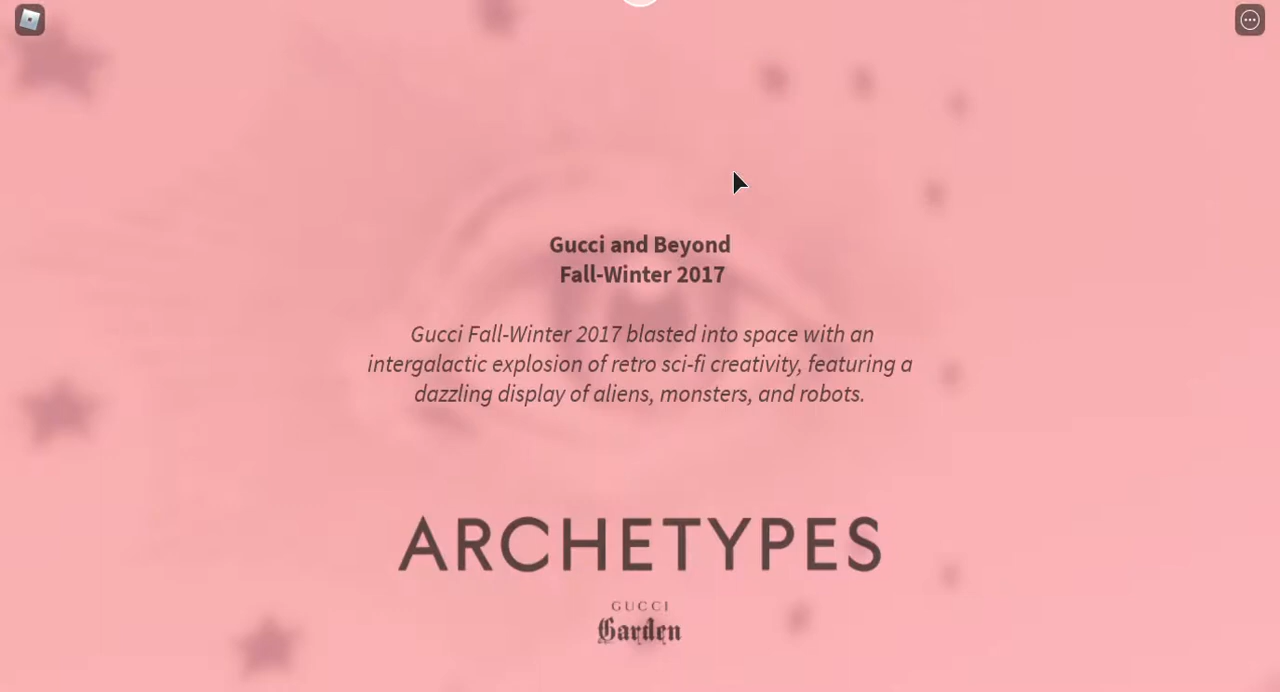 Gucci and Beyond
Fall-Winter 2017
Gucci Fall-Winter 2017 blasted into space with an
intergalactic explosion of retro sci-fi creativity, featuring a
dazzling display of aliens, monsters, and robots.
ARCHETYPES
GUCCI
Garden